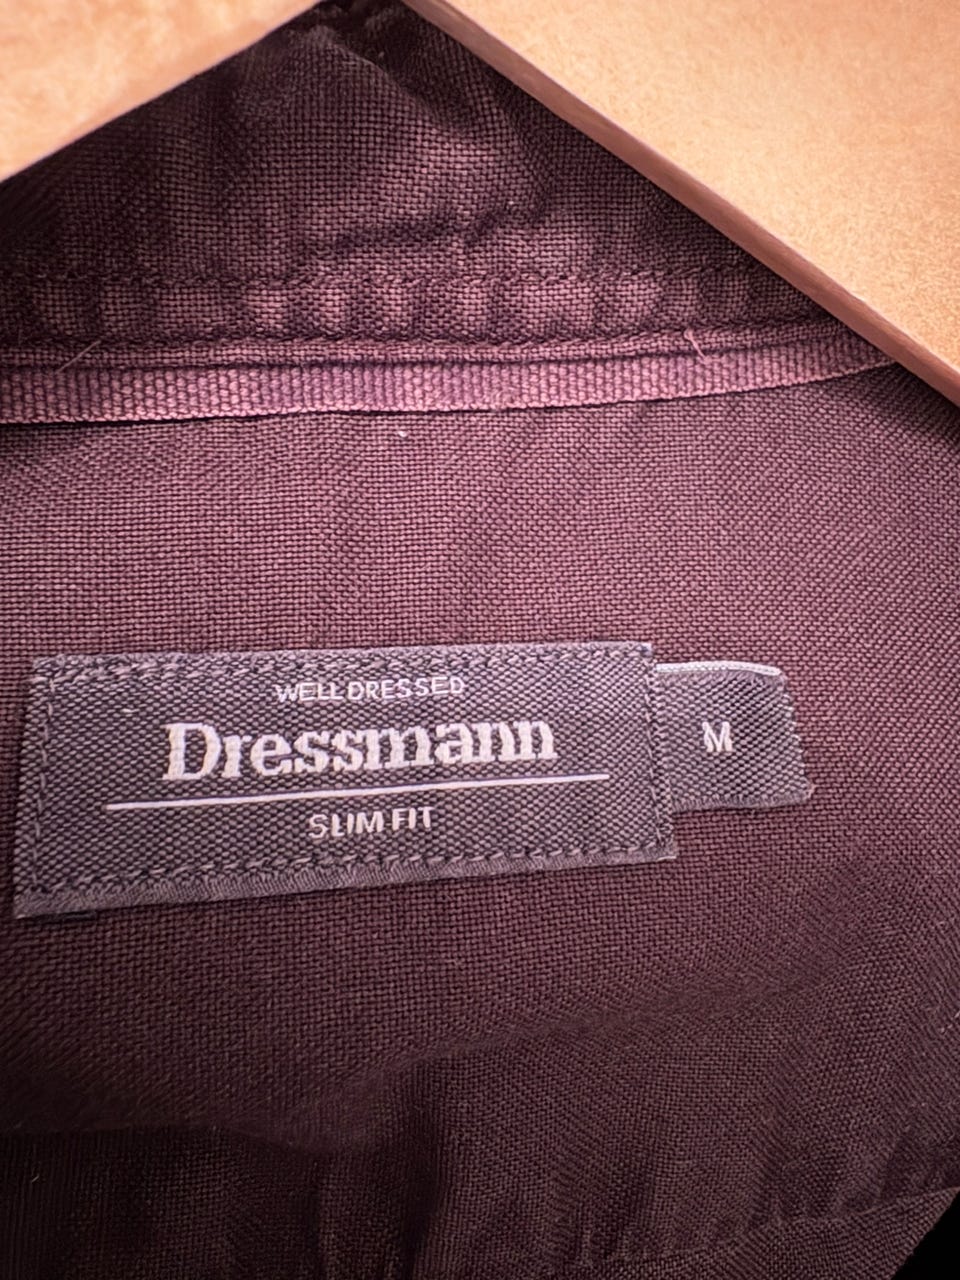 WELL DRESSED
Dressmann
SLIM FIT
M